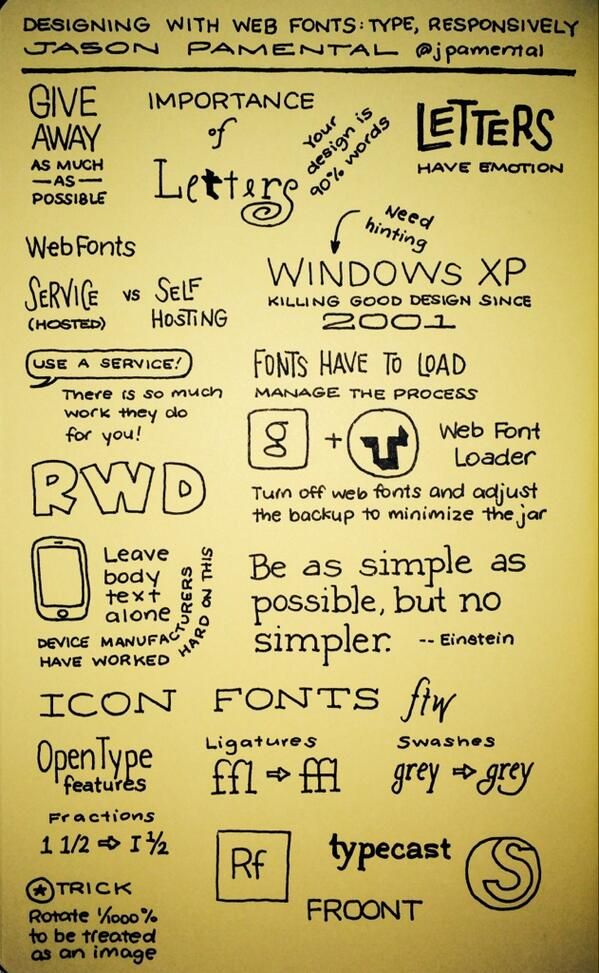 DESIGNING WITH WEB FONTS: TYPE, RESPONSIVELY
JASON PAMENTAL @jpamental
GIVE
AWAY
AS MUCH
—AS—
POSSIBLE
IMPORTANCE
of
Letters
Your
design is
90% words
LETTERS
HAVE EMOTION
Web Fonts
SERVICE vs SELF
(HOSTED) HOSTING
Need
hinting
WINDOWS XP
KILLING GOOD DESIGN SINCE
2001
USE A SERVICE!
There is so much
work they do
for you!
FONTS HAVE TO LOAD
MANAGE THE PROCESS
g + T Web Font
Loader
Turn off web fonts and adjust
the backup to minimize the jar
RWD
Leave
body
text
alone
DEVICE MANUFACTURERS
HAVE WORKED HARD ON THIS
Be as simple as
possible, but no
simpler. -- Einstein
ICON FONTS ftw
OpenType
features
Ligatures
ffl ⇨ ffl
Swashes
grey ⇨ grey
Fractions
1 1/2 ⇨ 1 ½
TRICK
Rotate 1/1000%
to be treated
as an image
Rf
typecast
S
FROONT